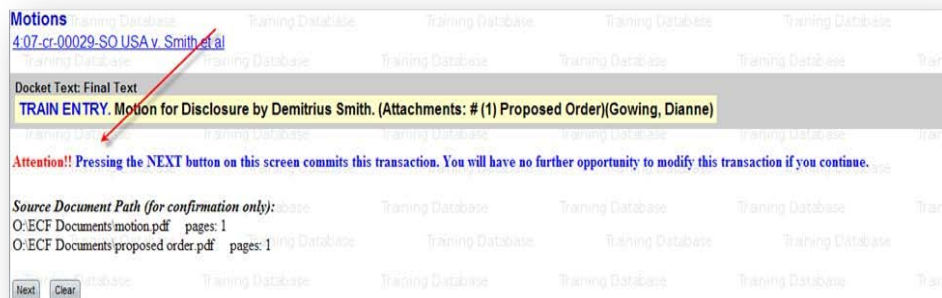 Motions
4:07-cr-00029-SO USA v. Smith et al
Docket Text: Final Text
TRAIN ENTRY. Motion for Disclosure by Demitrius Smith. (Attachments: # (1) Proposed Order)(Gowing, Dianne)
Attention!! Pressing the NEXT button on this screen commits this transaction. You will have no further opportunity to modify this transaction if you continue.
Source Document Path (for confirmation only):
O:\ECF Documents\motion.pdf pages: 1
O:\ECF Documents\proposed order.pdf pages: 1
Next Clear
Training Database